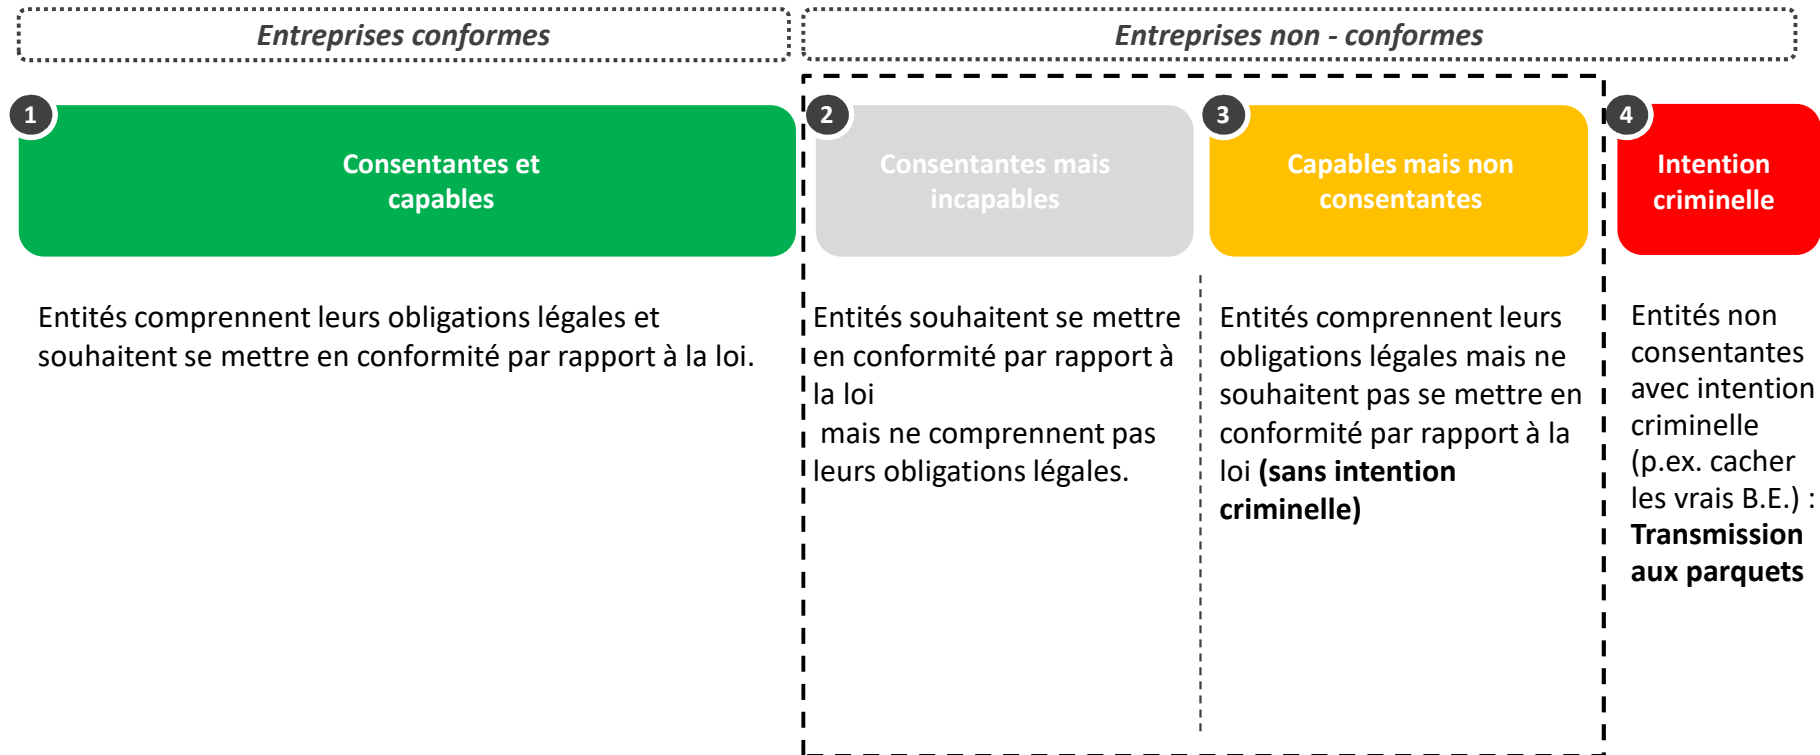 Entreprises conformes
Entreprises non - conformes
1
Consentantes et
capables
2
Consentantes mais
incapables
3
Capables mais non
consentantes
4
Intention
criminelle
Entités comprennent leurs obligations légales et
souhaitent se mettre en conformité par rapport à la loi.
Entités souhaitent se mettre
en conformité par rapport à
la loi
mais ne comprennent pas
leurs obligations légales.
Entités comprennent leurs
obligations légales mais ne
souhaitent pas se mettre en
conformité par rapport à la
loi (sans intention
criminelle)
Entités non
consentantes
avec intention
criminelle
(p.ex. cacher
les vrais B.E.) :
Transmission
aux parquets